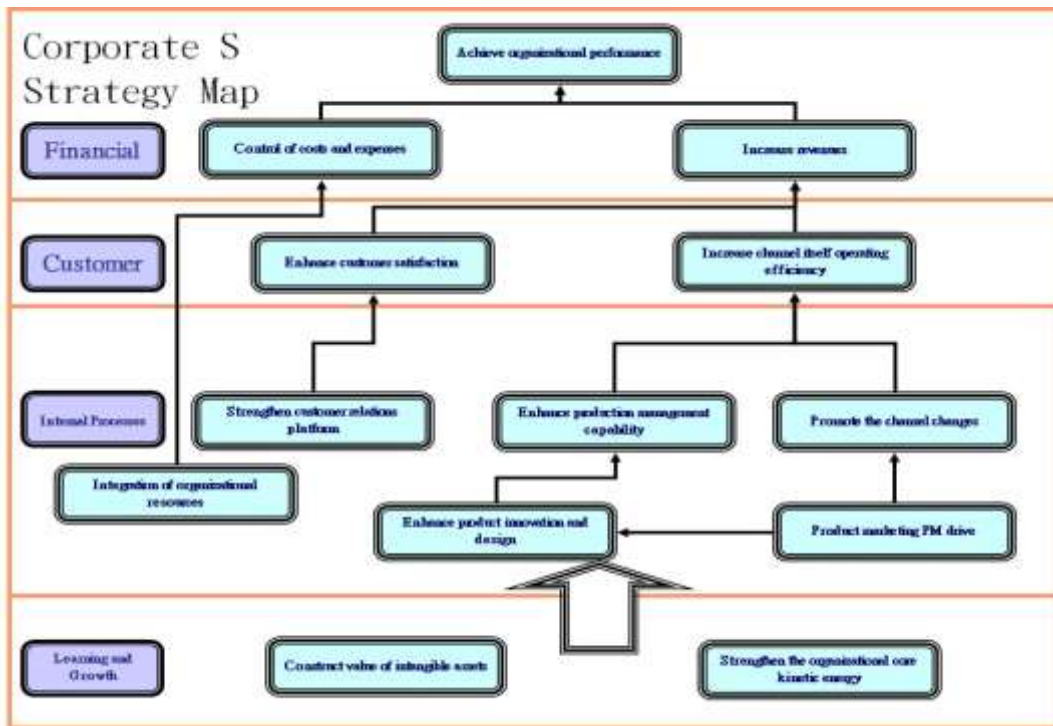 Corporate S
Strategy Map
Achieve organizational performance
Financial
Control of costs and expenses
Increase revenues
Customer
Enhance customer satisfaction
Increase channel itself operating
efficiency
Internal Processes
Strengthen customer relations
platform
Enhance production management
capability
Promote the channel changes
Integration of organizational
resources
Enhance product innovation and
design
Product marketing PM drive
Learning and
Growth
Construct value of intangible assets
Strengthen the organizational core
kinetic energy